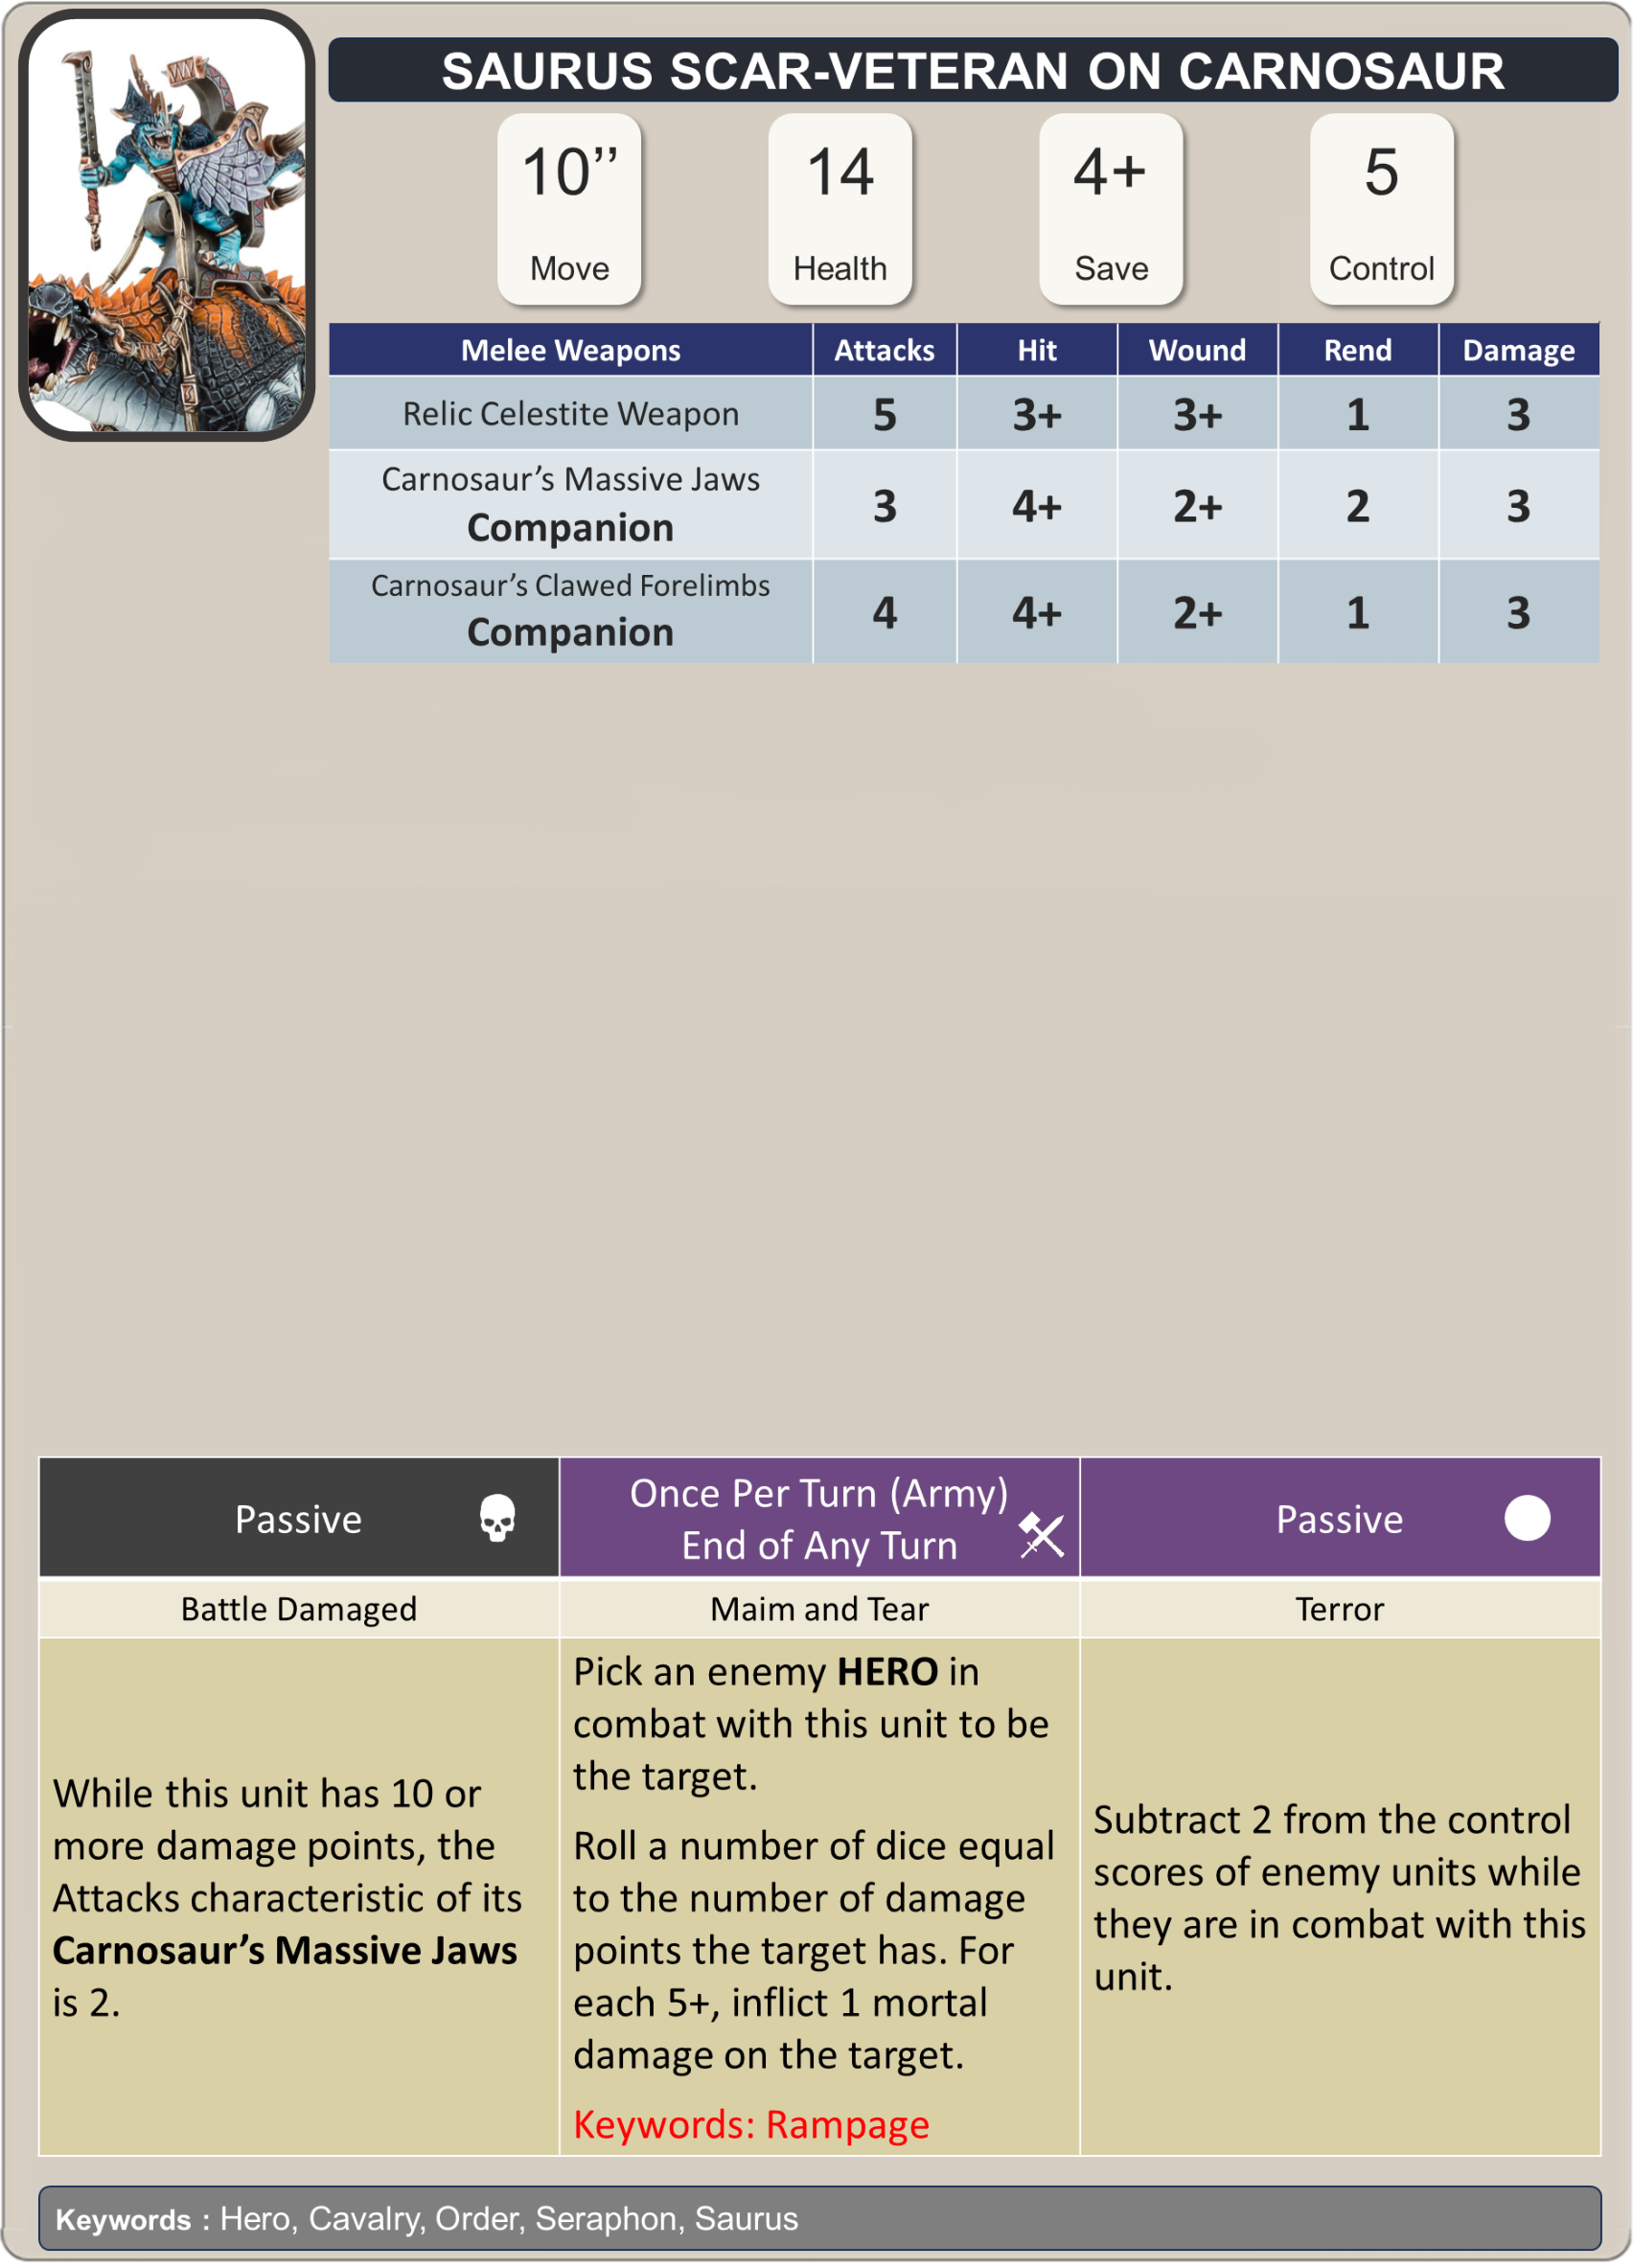 SAURUS SCAR-VETERAN ON CARNOSAUR
10’’ 14 4+ 5
Move Health Save Control
Melee Weapons Attacks Hit Wound Rend Damage
Relic Celestite Weapon 5 3+ 3+ 1 3
Carnosaur’s Massive Jaws
Companion 3 4+ 2+ 2 3
Carnosaur’s Clawed Forelimbs
Companion 4 4+ 2+ 1 3
Passive
Battle Damaged
While this unit has 10 or
more damage points, the
Attacks characteristic of its
Carnosaur’s Massive Jaws
is 2.
Once Per Turn (Army)
End of Any Turn
Maim and Tear
Pick an enemy HERO in
combat with this unit to be
the target.
Roll a number of dice equal
to the number of damage
points the target has. For
each 5+, inflict 1 mortal
damage on the target.
Keywords: Rampage
Passive
Terror
Subtract 2 from the control
scores of enemy units while
they are in combat with this
unit.
Keywords : Hero, Cavalry, Order, Seraphon, Saurus